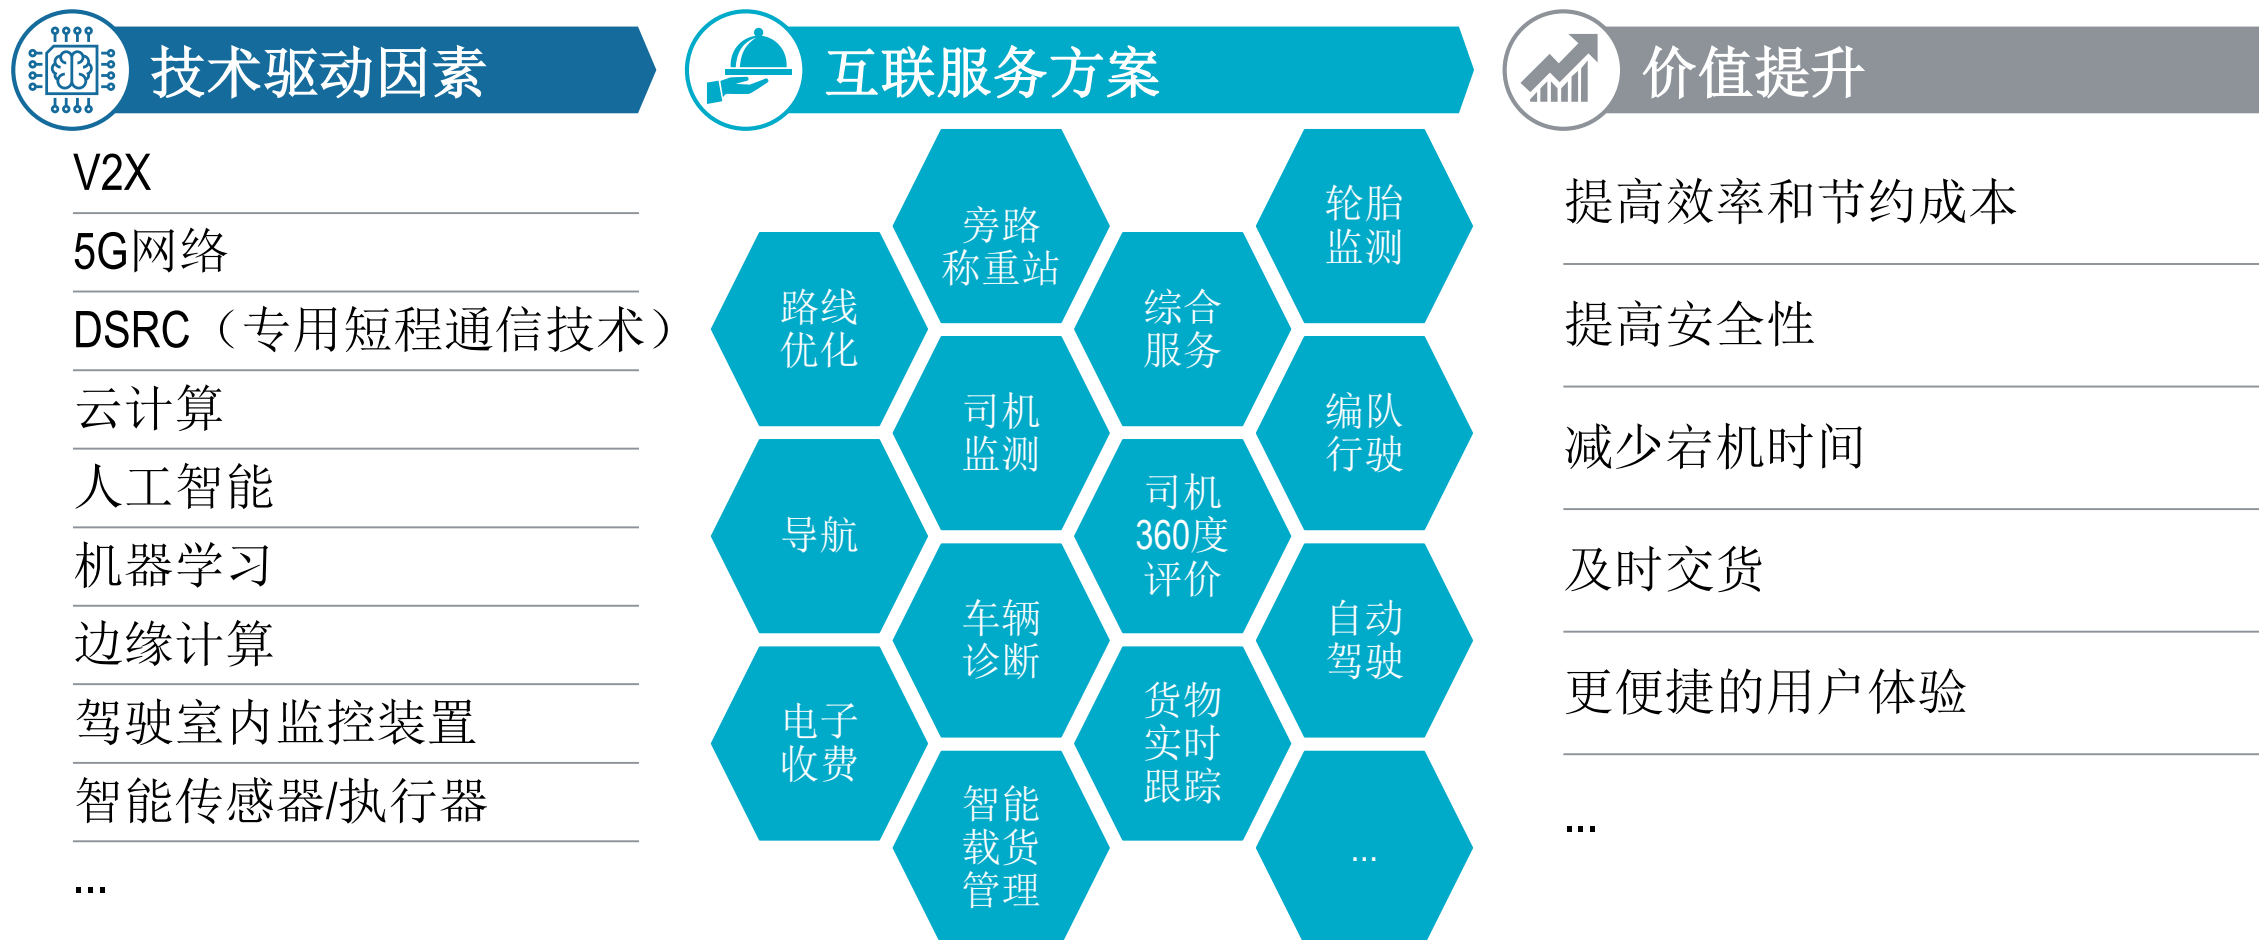 技术驱动因素
V2X
5G网络
DSRC（专用短程通信技术）
云计算
人工智能
机器学习
边缘计算
驾驶室内监控装置
智能传感器/执行器
...
互联服务方案
旁路
称重站
轮胎
监测
路线
优化
综合
服务
司机
监测
编队
行驶
导航
司机
360度
评价
车辆
诊断
自动
驾驶
电子
收费
货物
实时
跟踪
智能
载货
管理
...
价值提升
提高效率和节约成本
提高安全性
减少宕机时间
及时交货
更便捷的用户体验
...